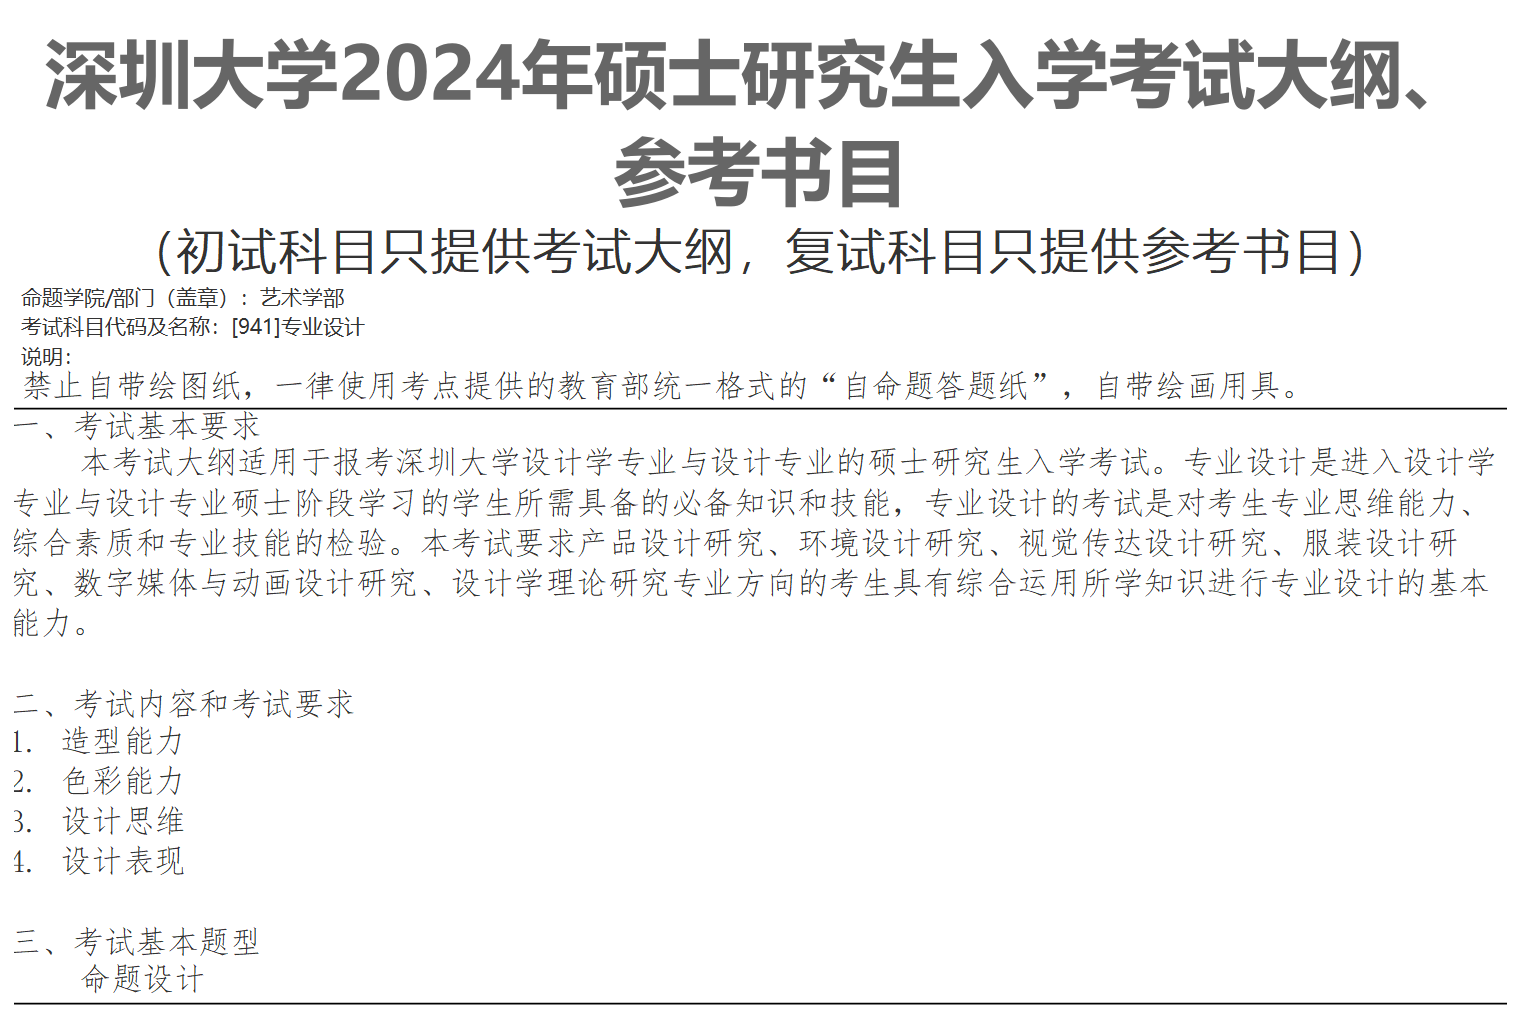 深圳大学2024年硕士研究生入学考试大纲、
参考书目
（初试科目只提供考试大纲，复试科目只提供参考书目）
命题学院/部门（盖章）：艺术学部
考试科目代码及名称：[941]专业设计
说明：
禁止自带绘图纸，一律使用考点提供的教育部统一格式的“自命题答题纸”，自带绘画用具。
一、考试基本要求
本考试大纲适用于报考深圳大学设计学专业与设计专业的硕士研究生入学考试。专业设计是进入设计学
专业与设计专业硕士阶段学习的学生所需具备的必备知识和技能，专业设计的考试是对考生专业思维能力、
综合素质和专业技能的检验。本考试要求产品设计研究、环境设计研究、视觉传达设计研究、服装设计研
究、数字媒体与动画设计研究、设计学理论研究专业方向的考生具有综合运用所学知识进行专业设计的基本
能力。
二、考试内容和考试要求
1. 造型能力
2. 色彩能力
3. 设计思维
4. 设计表现
三、考试基本题型
命题设计